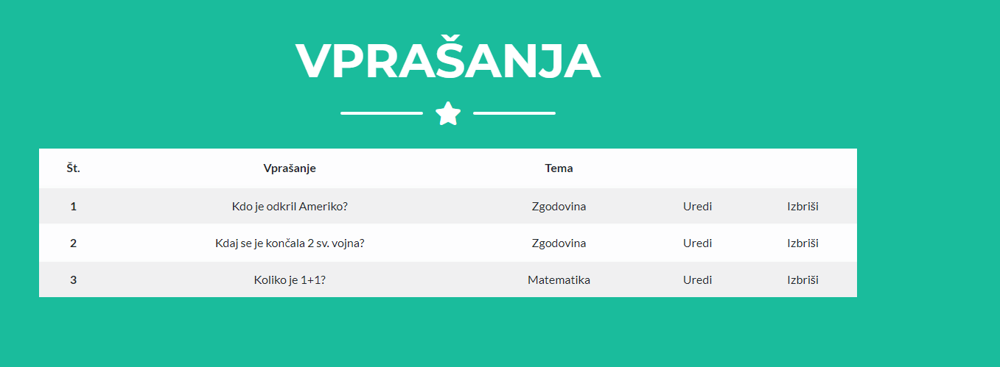 VPRAŠANJA
Št. Vprašanje Tema
1 Kdo je odkril Ameriko? Zgodovina Uredi Izbriši
2 Kdaj se je končala 2 sv. vojna? Zgodovina Uredi Izbriši
3 Koliko je 1+1? Matematika Uredi Izbriši